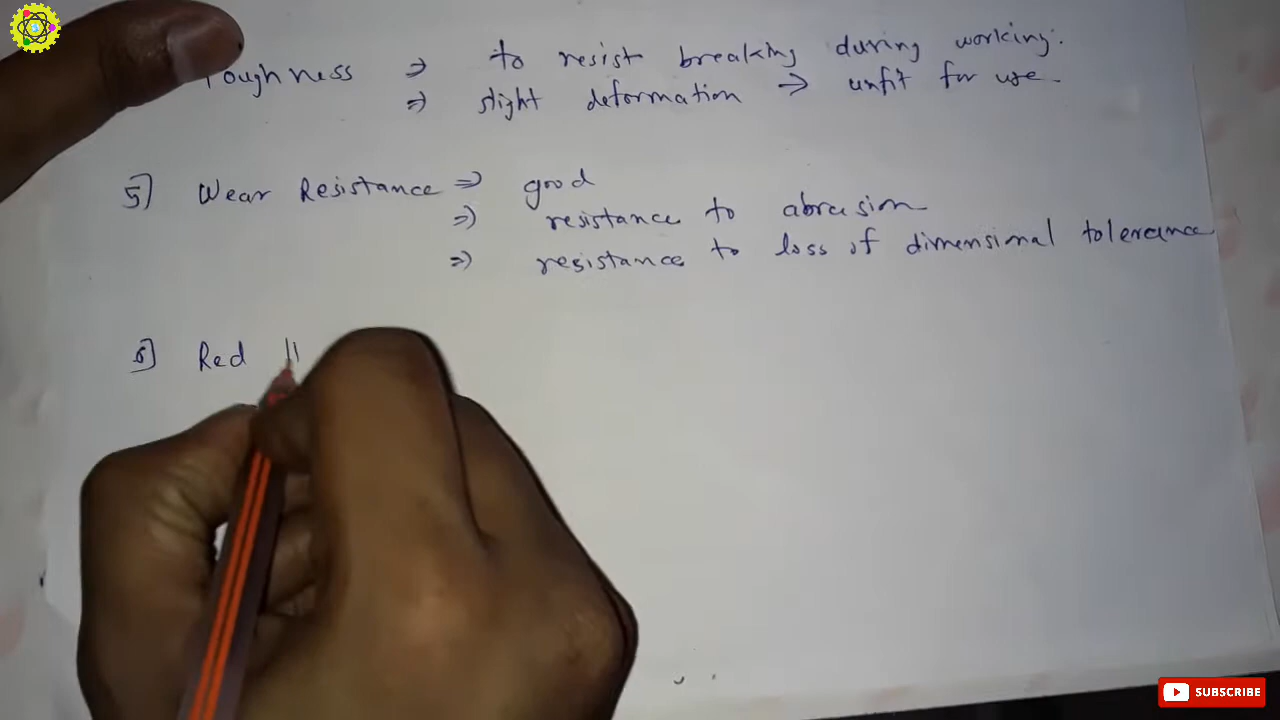 Toughness ⇒ to resist breaking during working.
⇒ slight deformation → unfit for use.
5] Wear Resistance ⇒ good
⇒ resistance to abrasion
⇒ resistance to loss of dimensional tolerance
6] Red
SUBSCRIBE